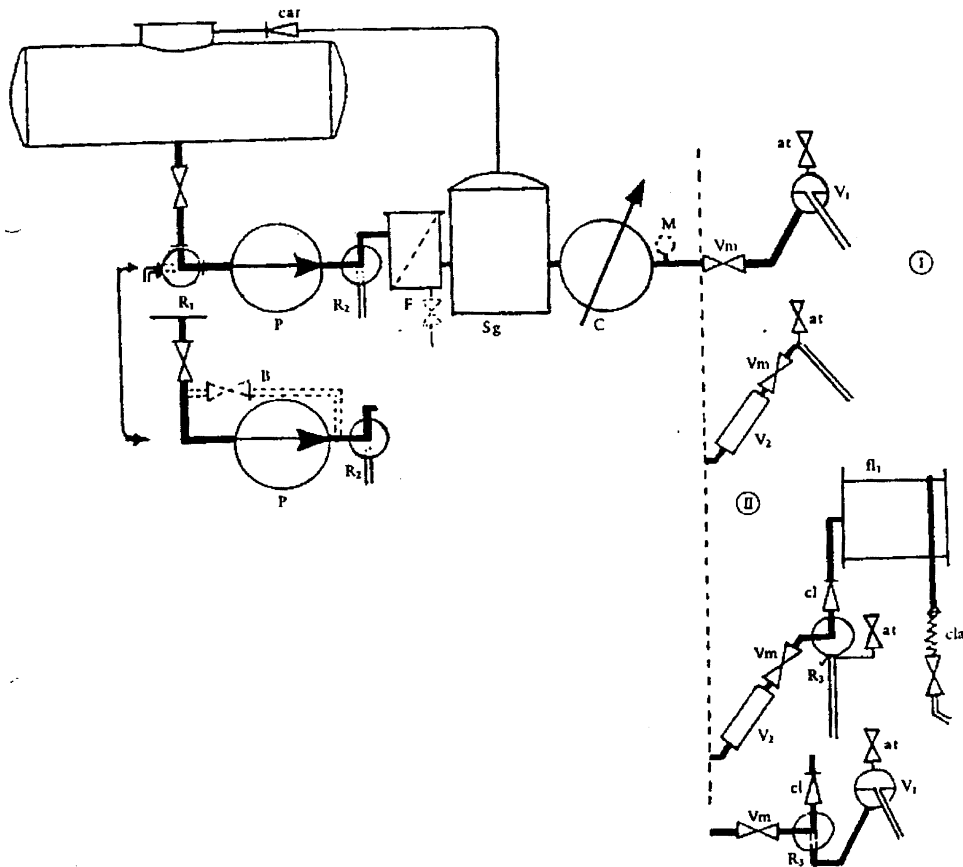 car
at
V₁
M
Vm
I
R₁
P
R₂
F
Sg
C
at
Vm
B
V₂
R₂
P
fl₁
II
cl
at
cla
Vm
R₃
V₂
at
cl
V₁
Vm
R₃